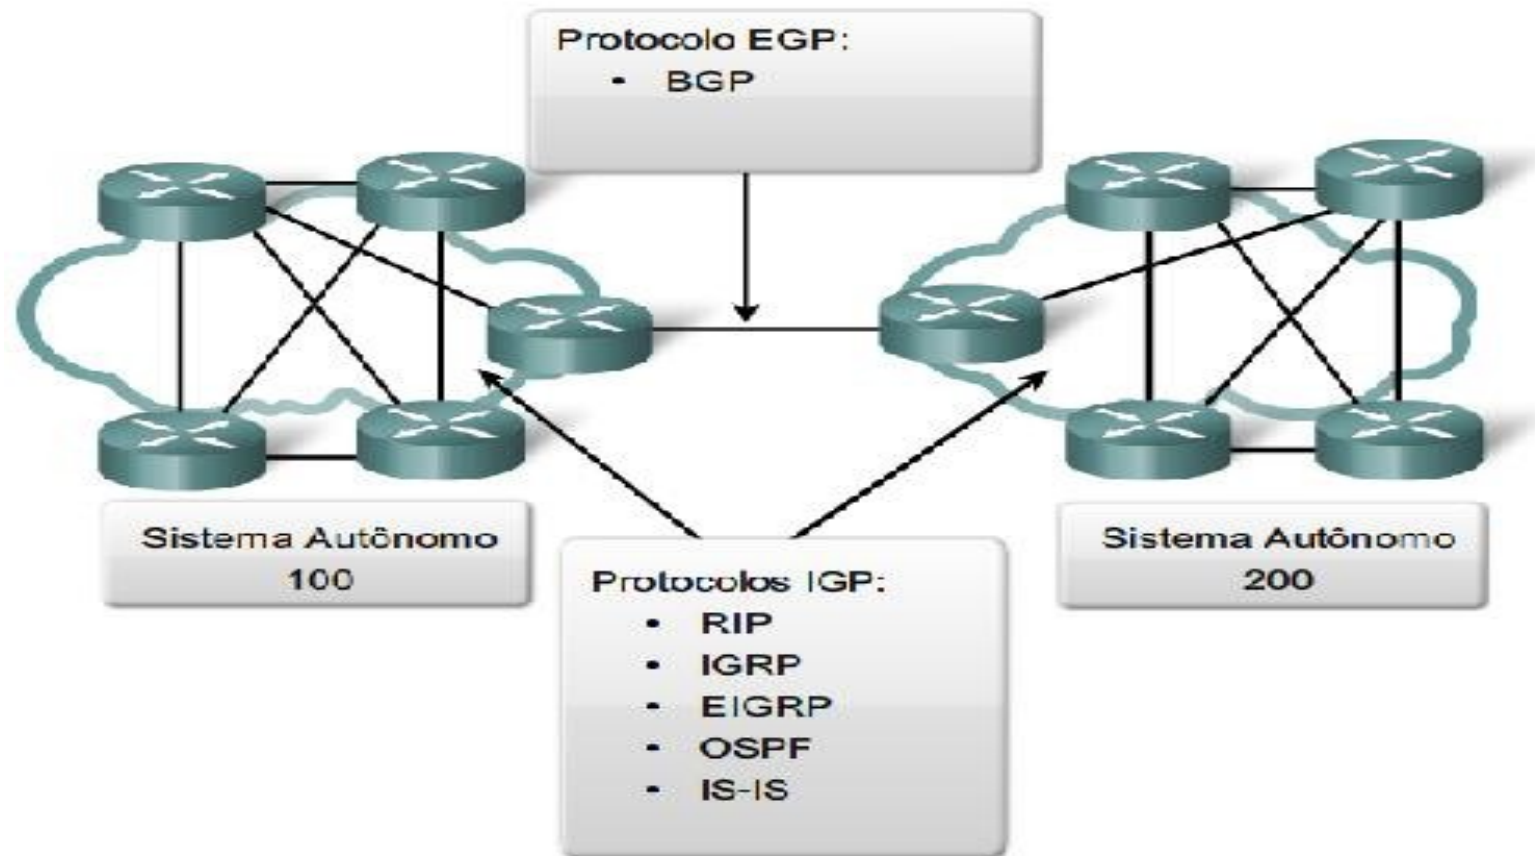 Protocolo EGP:
• BGP
Sistema Autônomo
100
Sistema Autônomo
200
Protocolos IGP:
• RIP
• IGRP
• EIGRP
• OSPF
• IS-IS